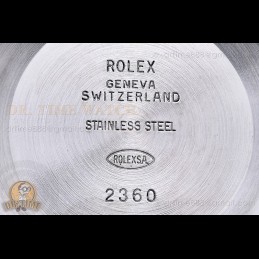 ROLEX
GENEVA
SWITZERLAND
STAINLESS STEEL
ROLEXSA
2360